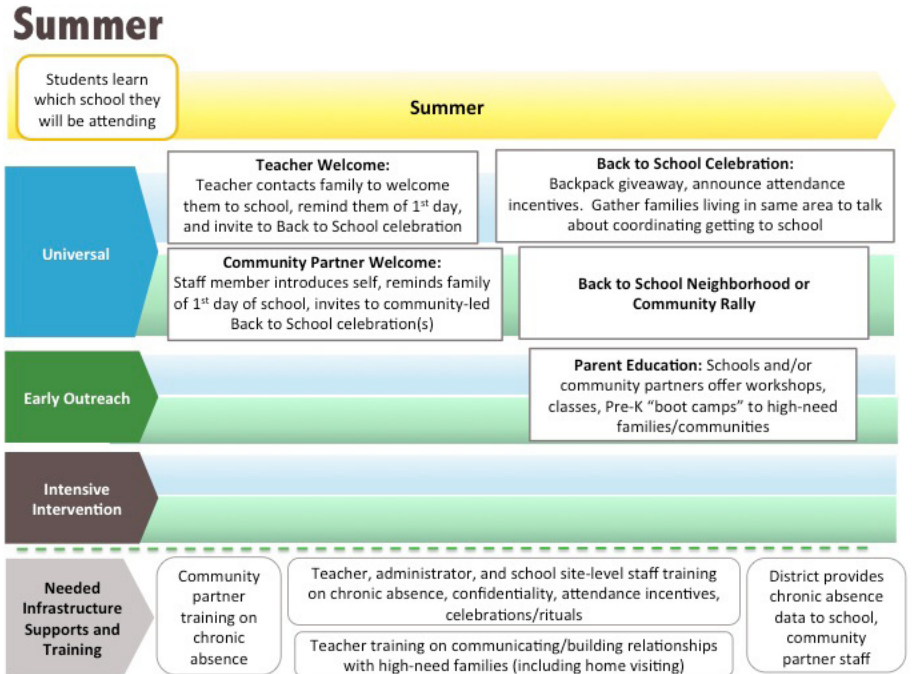 Summer
Students learn
which school they
will be attending
Summer
Universal
Teacher Welcome:
Teacher contacts family to welcome
them to school, remind them of 1st day,
and invite to Back to School celebration
Back to School Celebration:
Backpack giveaway, announce attendance
incentives.  Gather families living in same area to talk
about coordinating getting to school
Community Partner Welcome:
Staff member introduces self, reminds family
of 1st day of school, invites to community-led
Back to School celebration(s)
Back to School Neighborhood or
Community Rally
Early Outreach
Parent Education: Schools and/or
community partners offer workshops,
classes, Pre-K “boot camps” to high-need
families/communities
Intensive
Intervention
Needed
Infrastructure
Supports and
Training
Community
partner
training on
chronic
absence
Teacher, administrator, and school site-level staff training
on chronic absence, confidentiality, attendance incentives,
celebrations/rituals
Teacher training on communicating/building relationships
with high-need families (including home visiting)
District provides
chronic absence
data to school,
community
partner staff